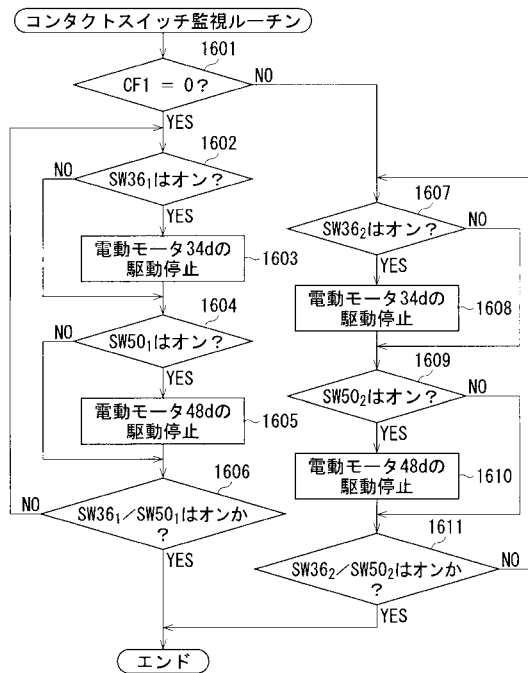 コンタクトスイッチ監視ルーチン
1601
CF1 = 0?
NO
YES
1602
NO
SW36₁はオン?
YES
電動モータ34dの
駆動停止
1603
1604
NO
SW50₁はオン?
YES
電動モータ48dの
駆動停止
1605
1606
NO
SW36₁/SW50₁はオンか
?
YES
1607
SW36₂はオン?
NO
YES
電動モータ34dの
駆動停止
1608
1609
SW50₂はオン?
NO
YES
電動モータ48dの
駆動停止
1610
1611
NO
SW36₂/SW50₂はオンか
?
YES
エンド